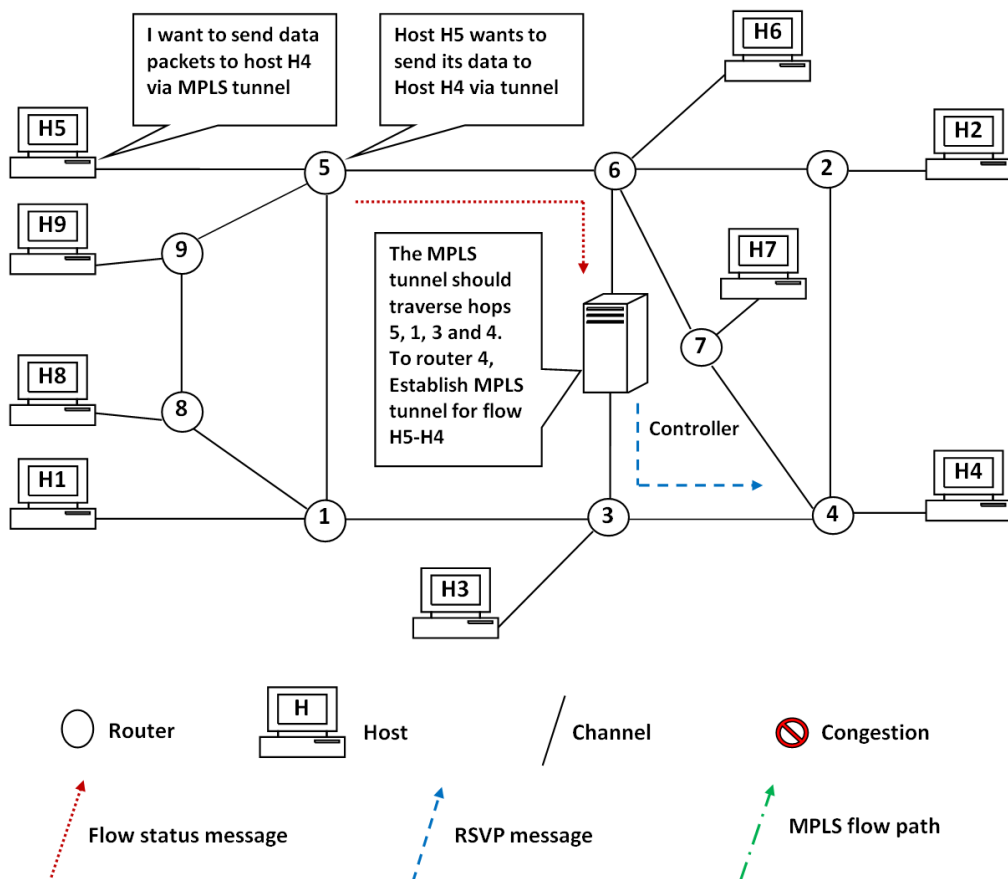 I want to send data
packets to host H4
via MPLS tunnel
Host H5 wants to
send its data to
Host H4 via tunnel
H6
H5
H2
5
6
2
H9
9
H7
The MPLS
tunnel should
traverse hops
5, 1, 3 and 4.
To router 4,
Establish MPLS
tunnel for flow
H5-H4
7
H8
8
Controller
H1
H4
1
3
4
H3
Router
H
Host
Channel
Congestion
Flow status message
RSVP message
MPLS flow path